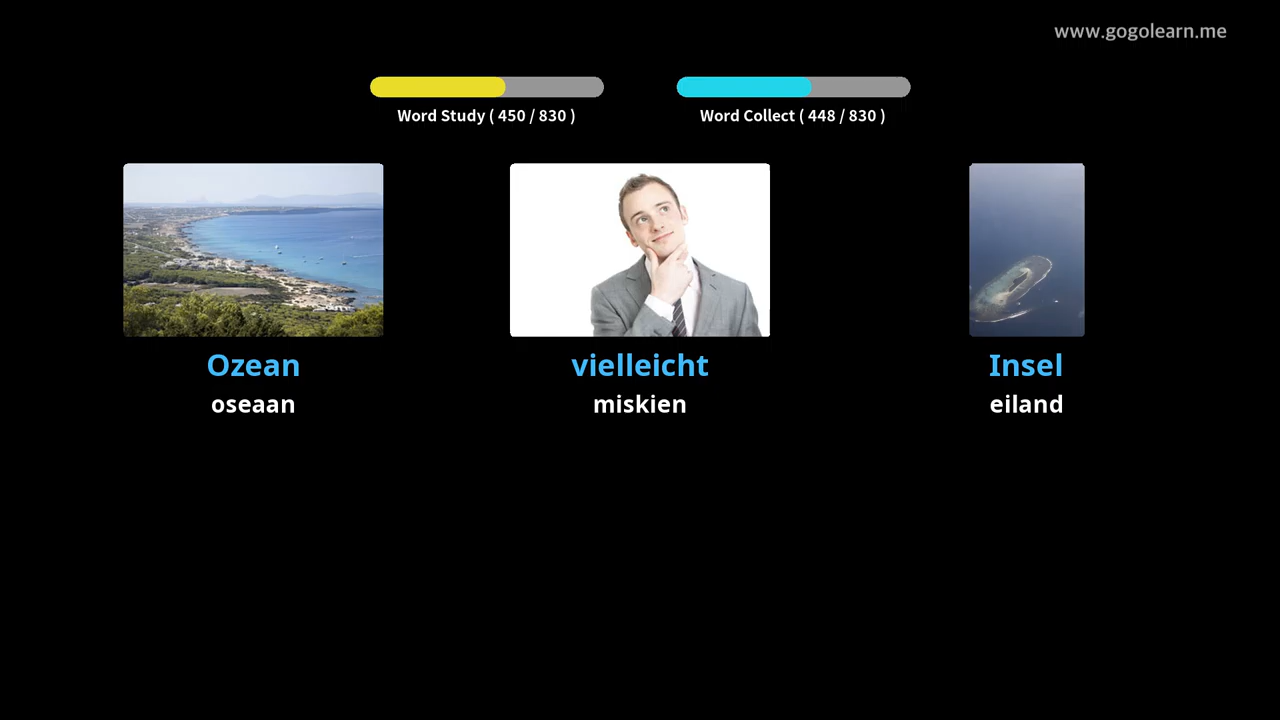 www.gogolearn.me
Word Study ( 450 / 830 )
Word Collect ( 448 / 830 )
Ozean
oseaan
vielleicht
miskien
Insel
eiland